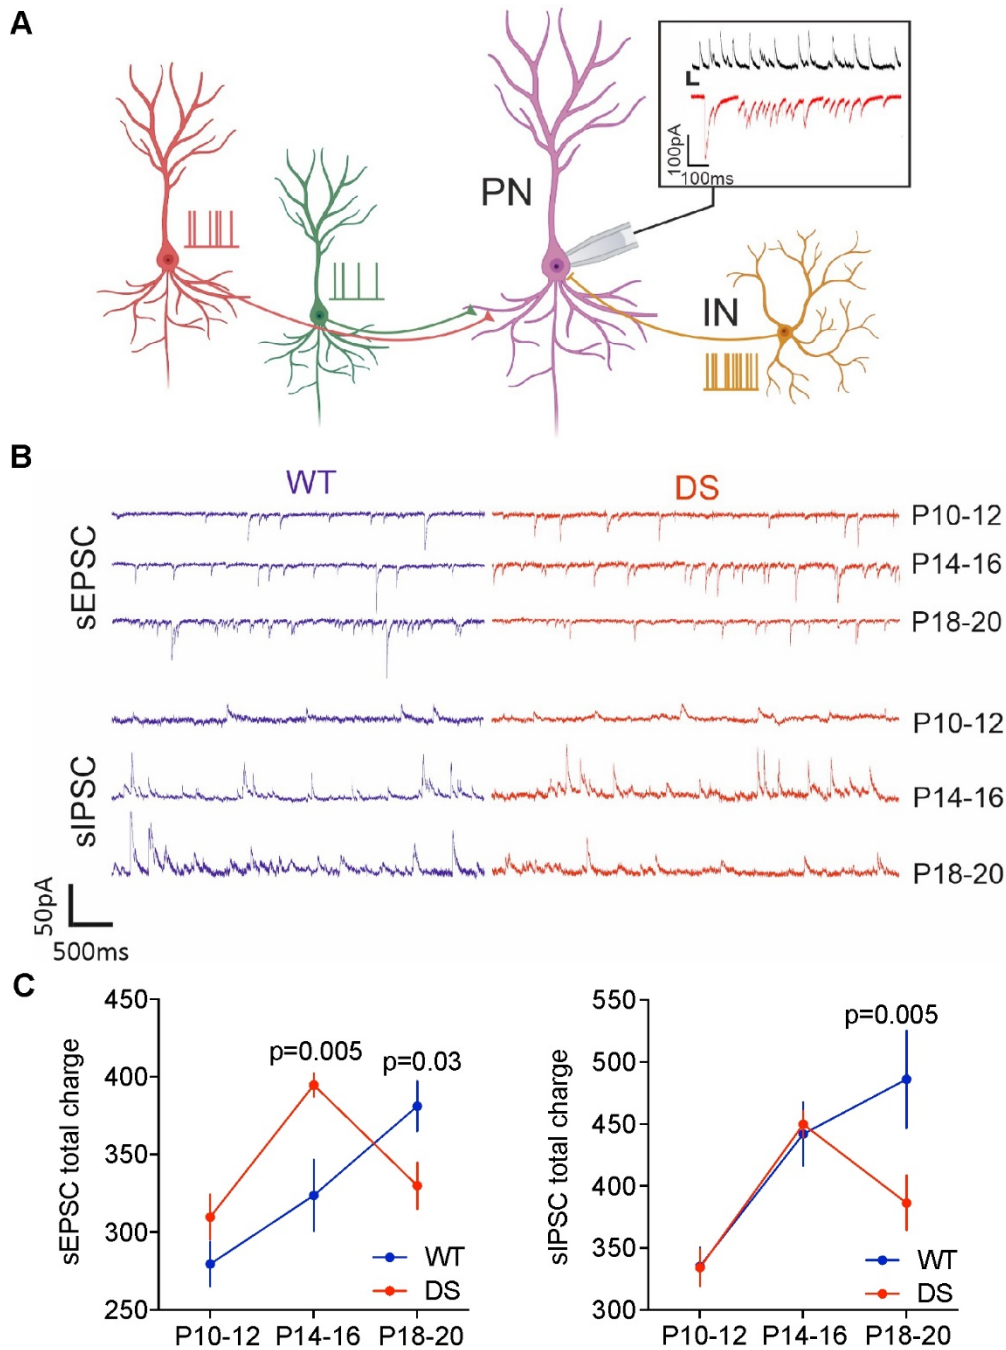 A
PN
IN
100pA
100ms
B
WT
DS
sEPSC
P10-12
P14-16
P18-20
sIPSC
P10-12
P14-16
P18-20
50pA
500ms
C
sEPSC total charge
450
400
350
300
250
p=0.005
p=0.03
WT
DS
P10-12 P14-16 P18-20
sIPSC total charge
550
500
450
400
350
300
p=0.005
WT
DS
P10-12 P14-16 P18-20